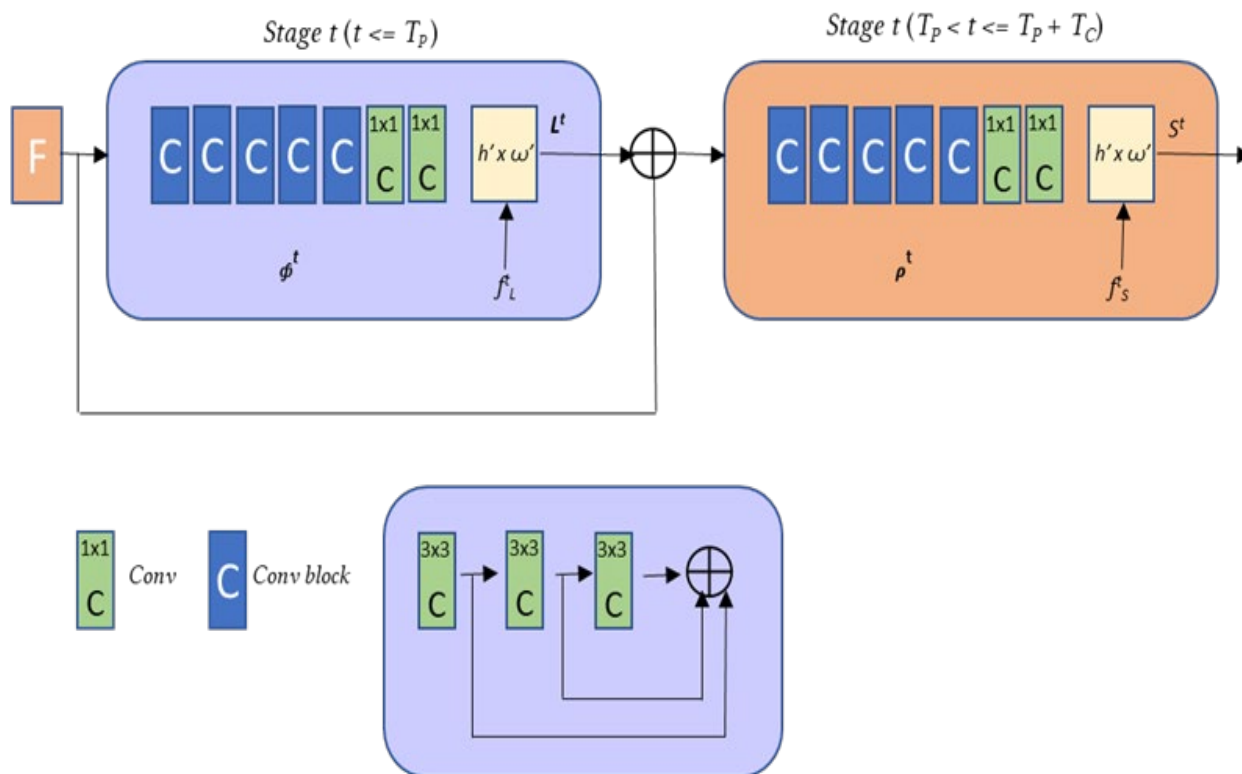 Stage t ( t <= T_P)
Stage t ( T_P < t <= T_P + T_C)
F
C C C C C 1x1 C 1x1 C
h' x ω'
L^t
ϕ^t
f^t_L
C C C C C 1x1 C 1x1 C
h' x ω'
S^t
ρ^t
f^t_S
1x1 C Conv
C Conv block
3x3 C 3x3 C 3x3 C